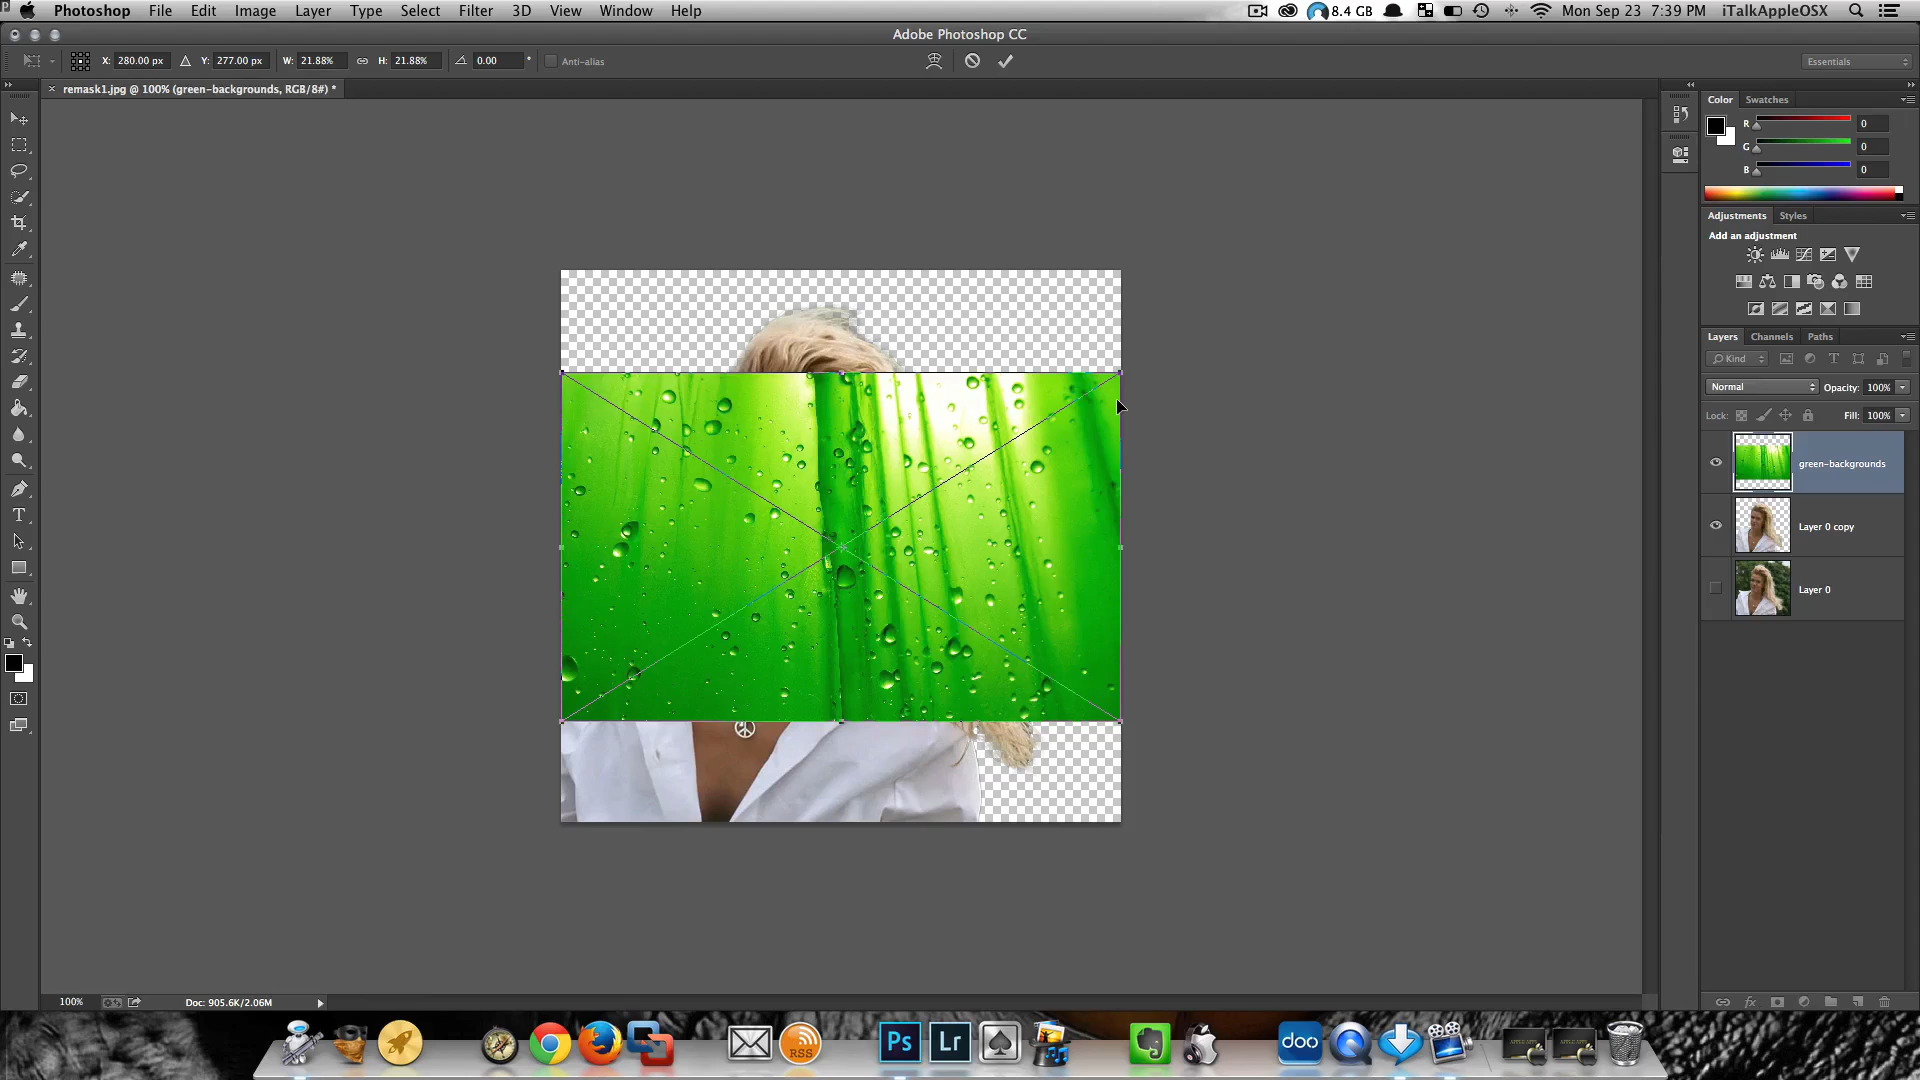 Photoshop File Edit Image Layer Type Select Filter 3D View Window Help 8.4 GB Mon Sep 23 7:39 PM iTalkAppleOSX
Adobe Photoshop CC
X: 280.00 px Y: 277.00 px W: 21.88% H: 21.88% 0.00 ° Anti-alias Essentials
× remask1.jpg @ 100% (green-backgrounds, RGB/8#) *
Color Swatches
R 0
G 0
B 0
Adjustments Styles
Add an adjustment
Layers Channels Paths
Kind
Normal Opacity: 100%
Lock: Fill: 100%
green-backgrounds
Layer 0 copy
Layer 0
100% Doc: 905.6K/2.06M
fx
RSS Ps Lr doo